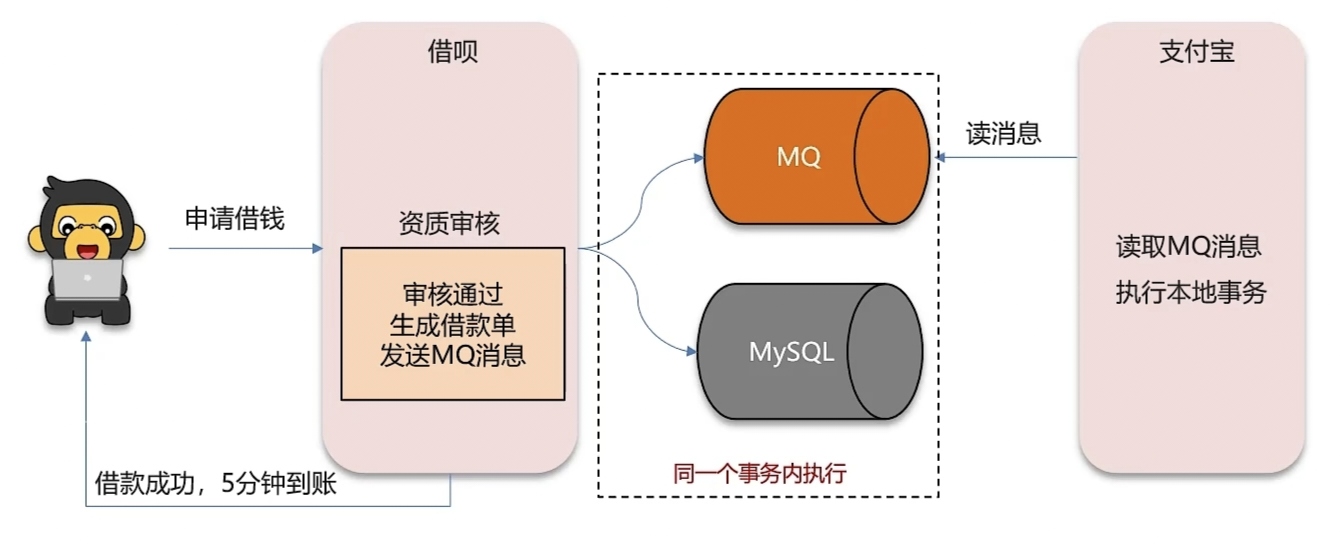 借呗
支付宝
MQ
读消息
申请借钱
资质审核
读取MQ消息
执行本地事务
审核通过
生成借款单
发送MQ消息
MySQL
同一个事务内执行
借款成功，5分钟到账